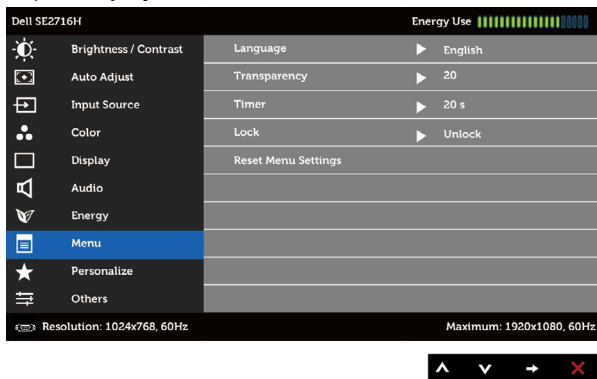 Dell SE2716H Energy Use
Brightness / Contrast Language English
Auto Adjust Transparency 20
Input Source Timer 20 s
Color Lock Unlock
Display Reset Menu Settings
Audio
Energy
Menu
Personalize
Others
Resolution: 1024x768, 60Hz Maximum: 1920x1080, 60Hz